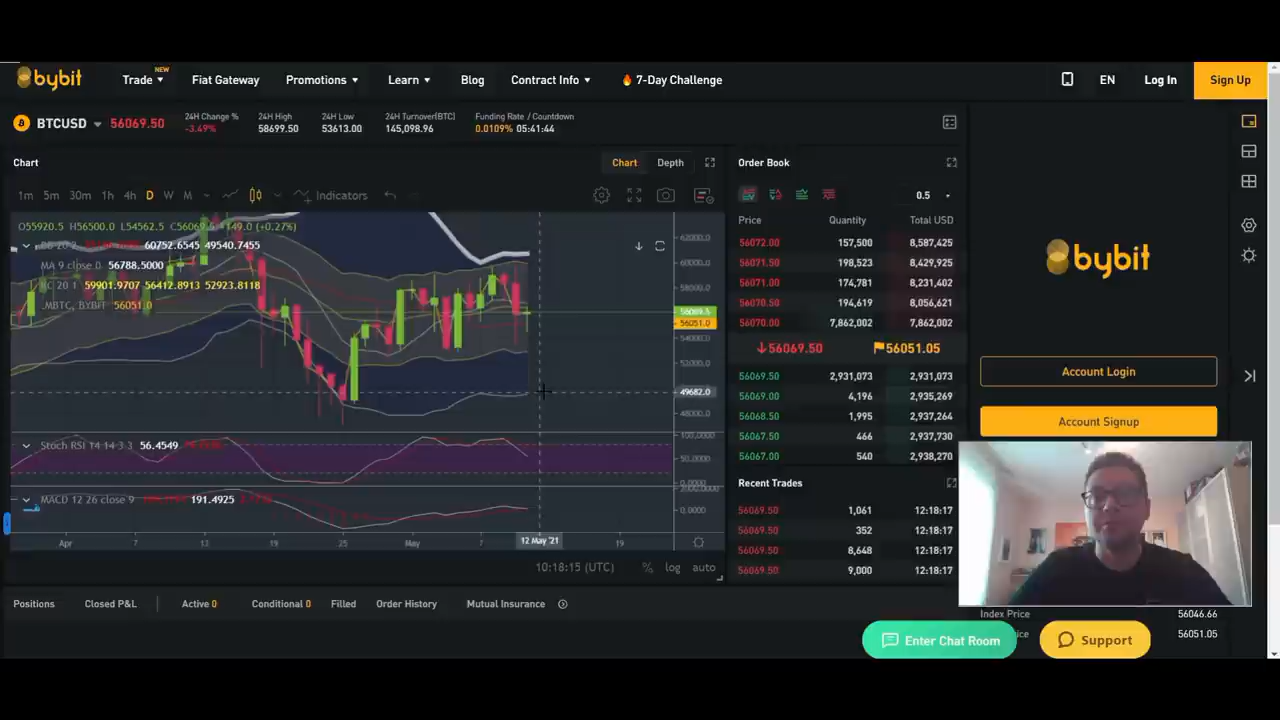 bybit
Trade NEW
Fiat Gateway
Promotions
Learn
Blog
Contract Info
7-Day Challenge
EN
Log In
Sign Up
BTCUSD 56069.50
24H Change %
-3.49%
24H High
58699.50
24H Low
53613.00
24H Turnover(BTC)
145,098.96
Funding Rate / Countdown
0.0109% 05:41:44
Chart
Chart Depth
1m 5m 30m 1h 4h D W M
Indicators
O55920.5 H56500.0 L54562.5 C56069.5 +149.0 (+0.27%)
60752.6545 49540.7455
MA 9 close 0 56788.5000
KC 20 1 59901.9707 56412.8913 52923.8118
.MBTC, BYBIT 56051.0
62000.0
60000.0
58000.0
56069.5
56051.0
54000.0
52000.0
49682.0
48000.0
Stoch RSI 14 14 3 3 56.4549
100.0000
50.0000
0.0000
MACD 12 26 close 9 191.4925
0.0000
Apr 7 13 19 25 May 7 12 May '21 19
10:18:15 (UTC) % log auto
Order Book
0.5
Price Quantity Total USD
56072.00 157,500 8,587,425
56071.50 198,523 8,429,925
56071.00 174,781 8,231,402
56070.50 194,619 8,056,621
56070.00 7,862,002 7,862,002
56069.50 56051.05
56069.50 2,931,073 2,931,073
56069.00 4,196 2,935,269
56068.50 1,995 2,937,264
56067.50 466 2,937,730
56067.00 540 2,938,270
Recent Trades
56069.50 1,061 12:18:17
56069.50 352 12:18:17
56069.50 8,648 12:18:17
56069.50 9,000 12:18:17
bybit
Account Login
Account Signup
Index Price 56046.66
56051.05
Positions
Closed P&L
Active 0
Conditional 0
Filled
Order History
Mutual Insurance
Enter Chat Room
Support